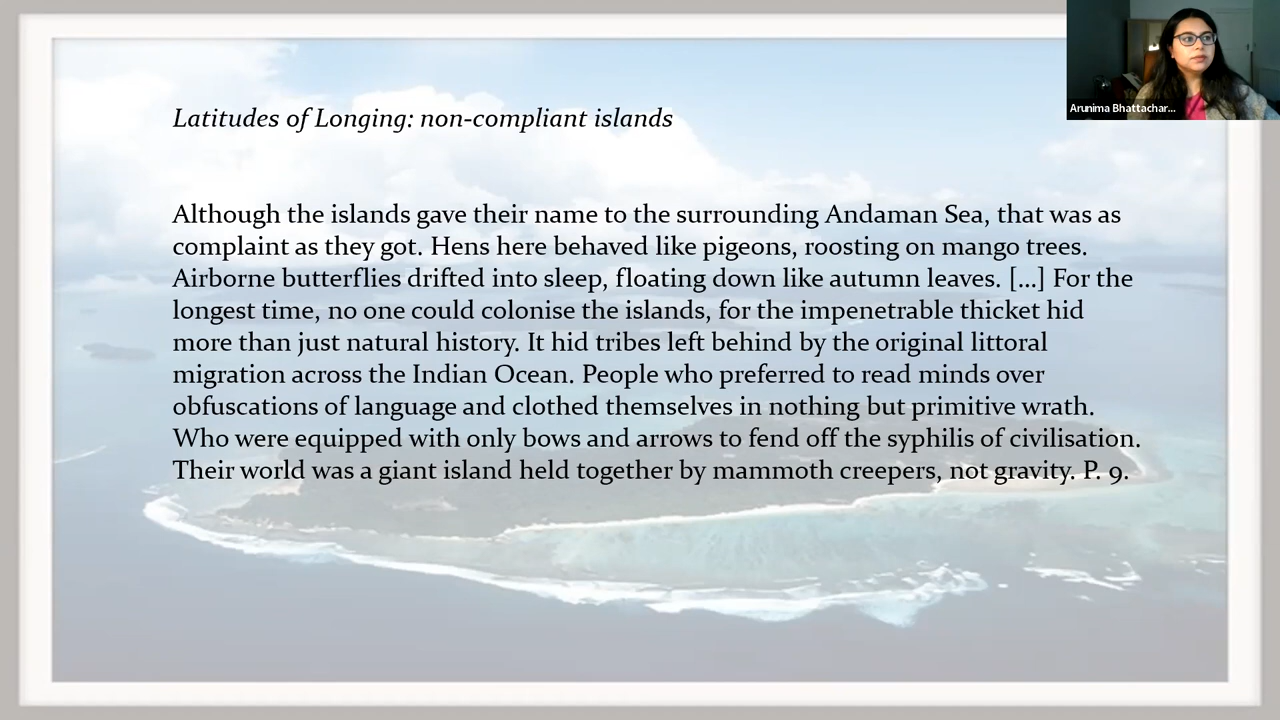 Arunima Bhattachar...
Latitudes of Longing: non-compliant islands
Although the islands gave their name to the surrounding Andaman Sea, that was as
complaint as they got. Hens here behaved like pigeons, roosting on mango trees.
Airborne butterflies drifted into sleep, floating down like autumn leaves. [...] For the
longest time, no one could colonise the islands, for the impenetrable thicket hid
more than just natural history. It hid tribes left behind by the original littoral
migration across the Indian Ocean. People who preferred to read minds over
obfuscations of language and clothed themselves in nothing but primitive wrath.
Who were equipped with only bows and arrows to fend off the syphilis of civilisation.
Their world was a giant island held together by mammoth creepers, not gravity. P. 9.